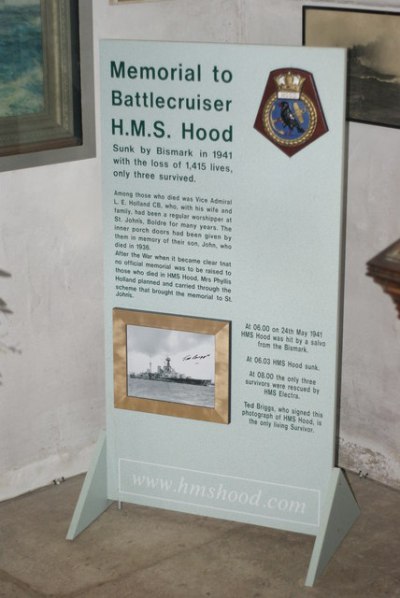 Memorial to
Battlecruiser
H.M.S. Hood
Sunk by Bismark in 1941
with the loss of 1,415 lives,
only three survived.
Among those who died was Vice Admiral
L. E. Holland CB, who, with his wife and
family, had been a regular worshipper at
St. John's, Boldre for many years. The
inner porch doors had been given by
them in memory of their son, John, who
died in 1936.
After the War when it became clear that
no official memorial was to be raised to
those who died in HMS Hood, Mrs Phyllis
Holland planned and carried through the
scheme that brought the memorial to St.
John's.
At 06.00 on 24th May 1941
HMS Hood was hit by a salvo
from the Bismark.
At 06.03 HMS Hood sunk.
At 08.00 the only three
survivors were rescued by
HMS Electra.
Ted Briggs, who signed this
photograph of HMS Hood, is
the only living Survivor.
Ted Briggs
www.hmshood.com